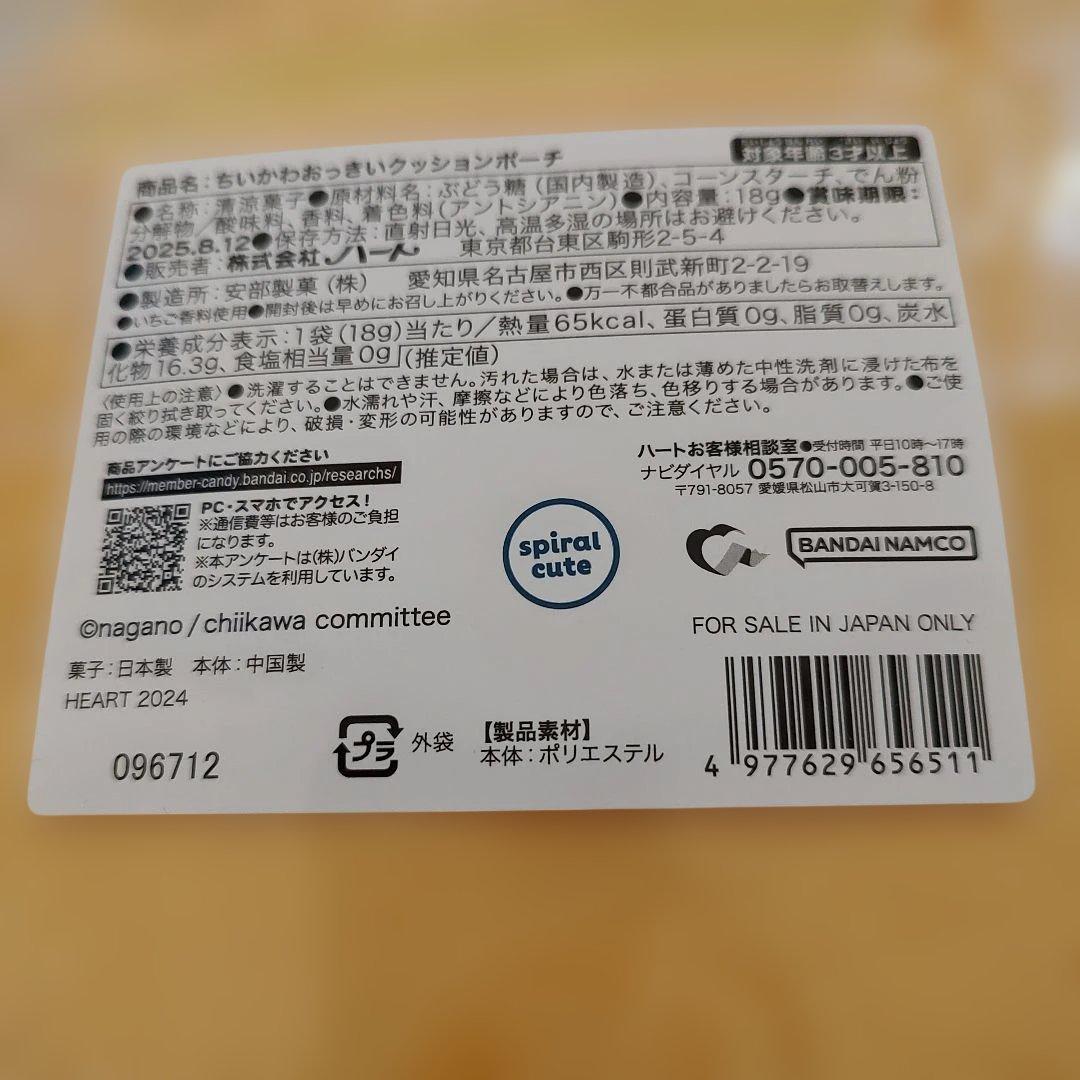 商品名：ちいかわおっきいクッションポーチ
対象年齢3才以上
●名称：清涼菓子●原材料名：ぶどう糖（国内製造）、コーンスターチ、でん粉
分解物／酸味料、香料、着色料（アントシアニン）●内容量：18g●賞味期限：
2025.8.12●保存方法：直射日光、高温多湿の場所はお避けください。
●販売者：株式会社ハート　東京都台東区駒形2-5-4
●製造所：安部製菓（株）　愛知県名古屋市西区則武新町2-2-19
●いちご香料使用●開封後は早めにお召し上がりください。●万一不都合品がありましたらお取替えします。
●栄養成分表示：1袋(18g)当たり／熱量65kcal、蛋白質0g、脂質0g、炭水
化物16.3g、食塩相当量0g（推定値）
〈使用上の注意〉●洗濯することはできません。汚れた場合は、水または薄めた中性洗剤に浸けた布を
固く絞り拭き取ってください。●水濡れや汗、摩擦などにより色落ち、色移りする場合があります。●ご使
用の際の環境などにより、破損・変形の可能性がありますので、ご注意ください。
商品アンケートにご協力ください
https://member-candy.bandai.co.jp/researchs/
PC・スマホでアクセス！
※通信費等はお客様のご負担
になります。
※本アンケートは(株)バンダイ
のシステムを利用しています。
ハートお客様相談室●受付時間 平日10時～17時
ナビダイヤル 0570-005-810
〒791-8057 愛媛県松山市大可賀3-150-8
spiral
cute
BANDAI NAMCO
©nagano / chiikawa committee
FOR SALE IN JAPAN ONLY
菓子：日本製　本体：中国製
HEART 2024
096712
プラ 外袋
【製品素材】
本体：ポリエステル
4 977629 656511